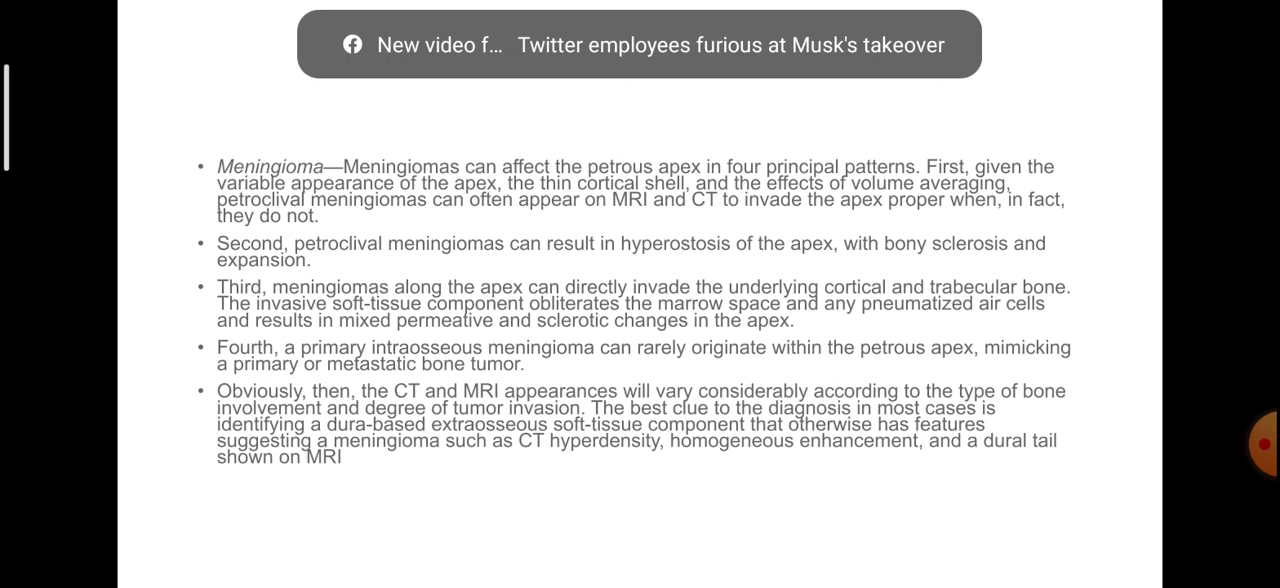 New video f... Twitter employees furious at Musk's takeover
• Meningioma—Meningiomas can affect the petrous apex in four principal patterns. First, given the
variable appearance of the apex, the thin cortical shell, and the effects of volume averaging,
petroclival meningiomas can often appear on MRI and CT to invade the apex proper when, in fact,
they do not.
• Second, petroclival meningiomas can result in hyperostosis of the apex, with bony sclerosis and
expansion.
• Third, meningiomas along the apex can directly invade the underlying cortical and trabecular bone.
The invasive soft-tissue component obliterates the marrow space and any pneumatized air cells
and results in mixed permeative and sclerotic changes in the apex.
• Fourth, a primary intraosseous meningioma can rarely originate within the petrous apex, mimicking
a primary or metastatic bone tumor.
• Obviously, then, the CT and MRI appearances will vary considerably according to the type of bone
involvement and degree of tumor invasion. The best clue to the diagnosis in most cases is
identifying a dura-based extraosseous soft-tissue component that otherwise has features
suggesting a meningioma such as CT hyperdensity, homogeneous enhancement, and a dural tail
shown on MRI